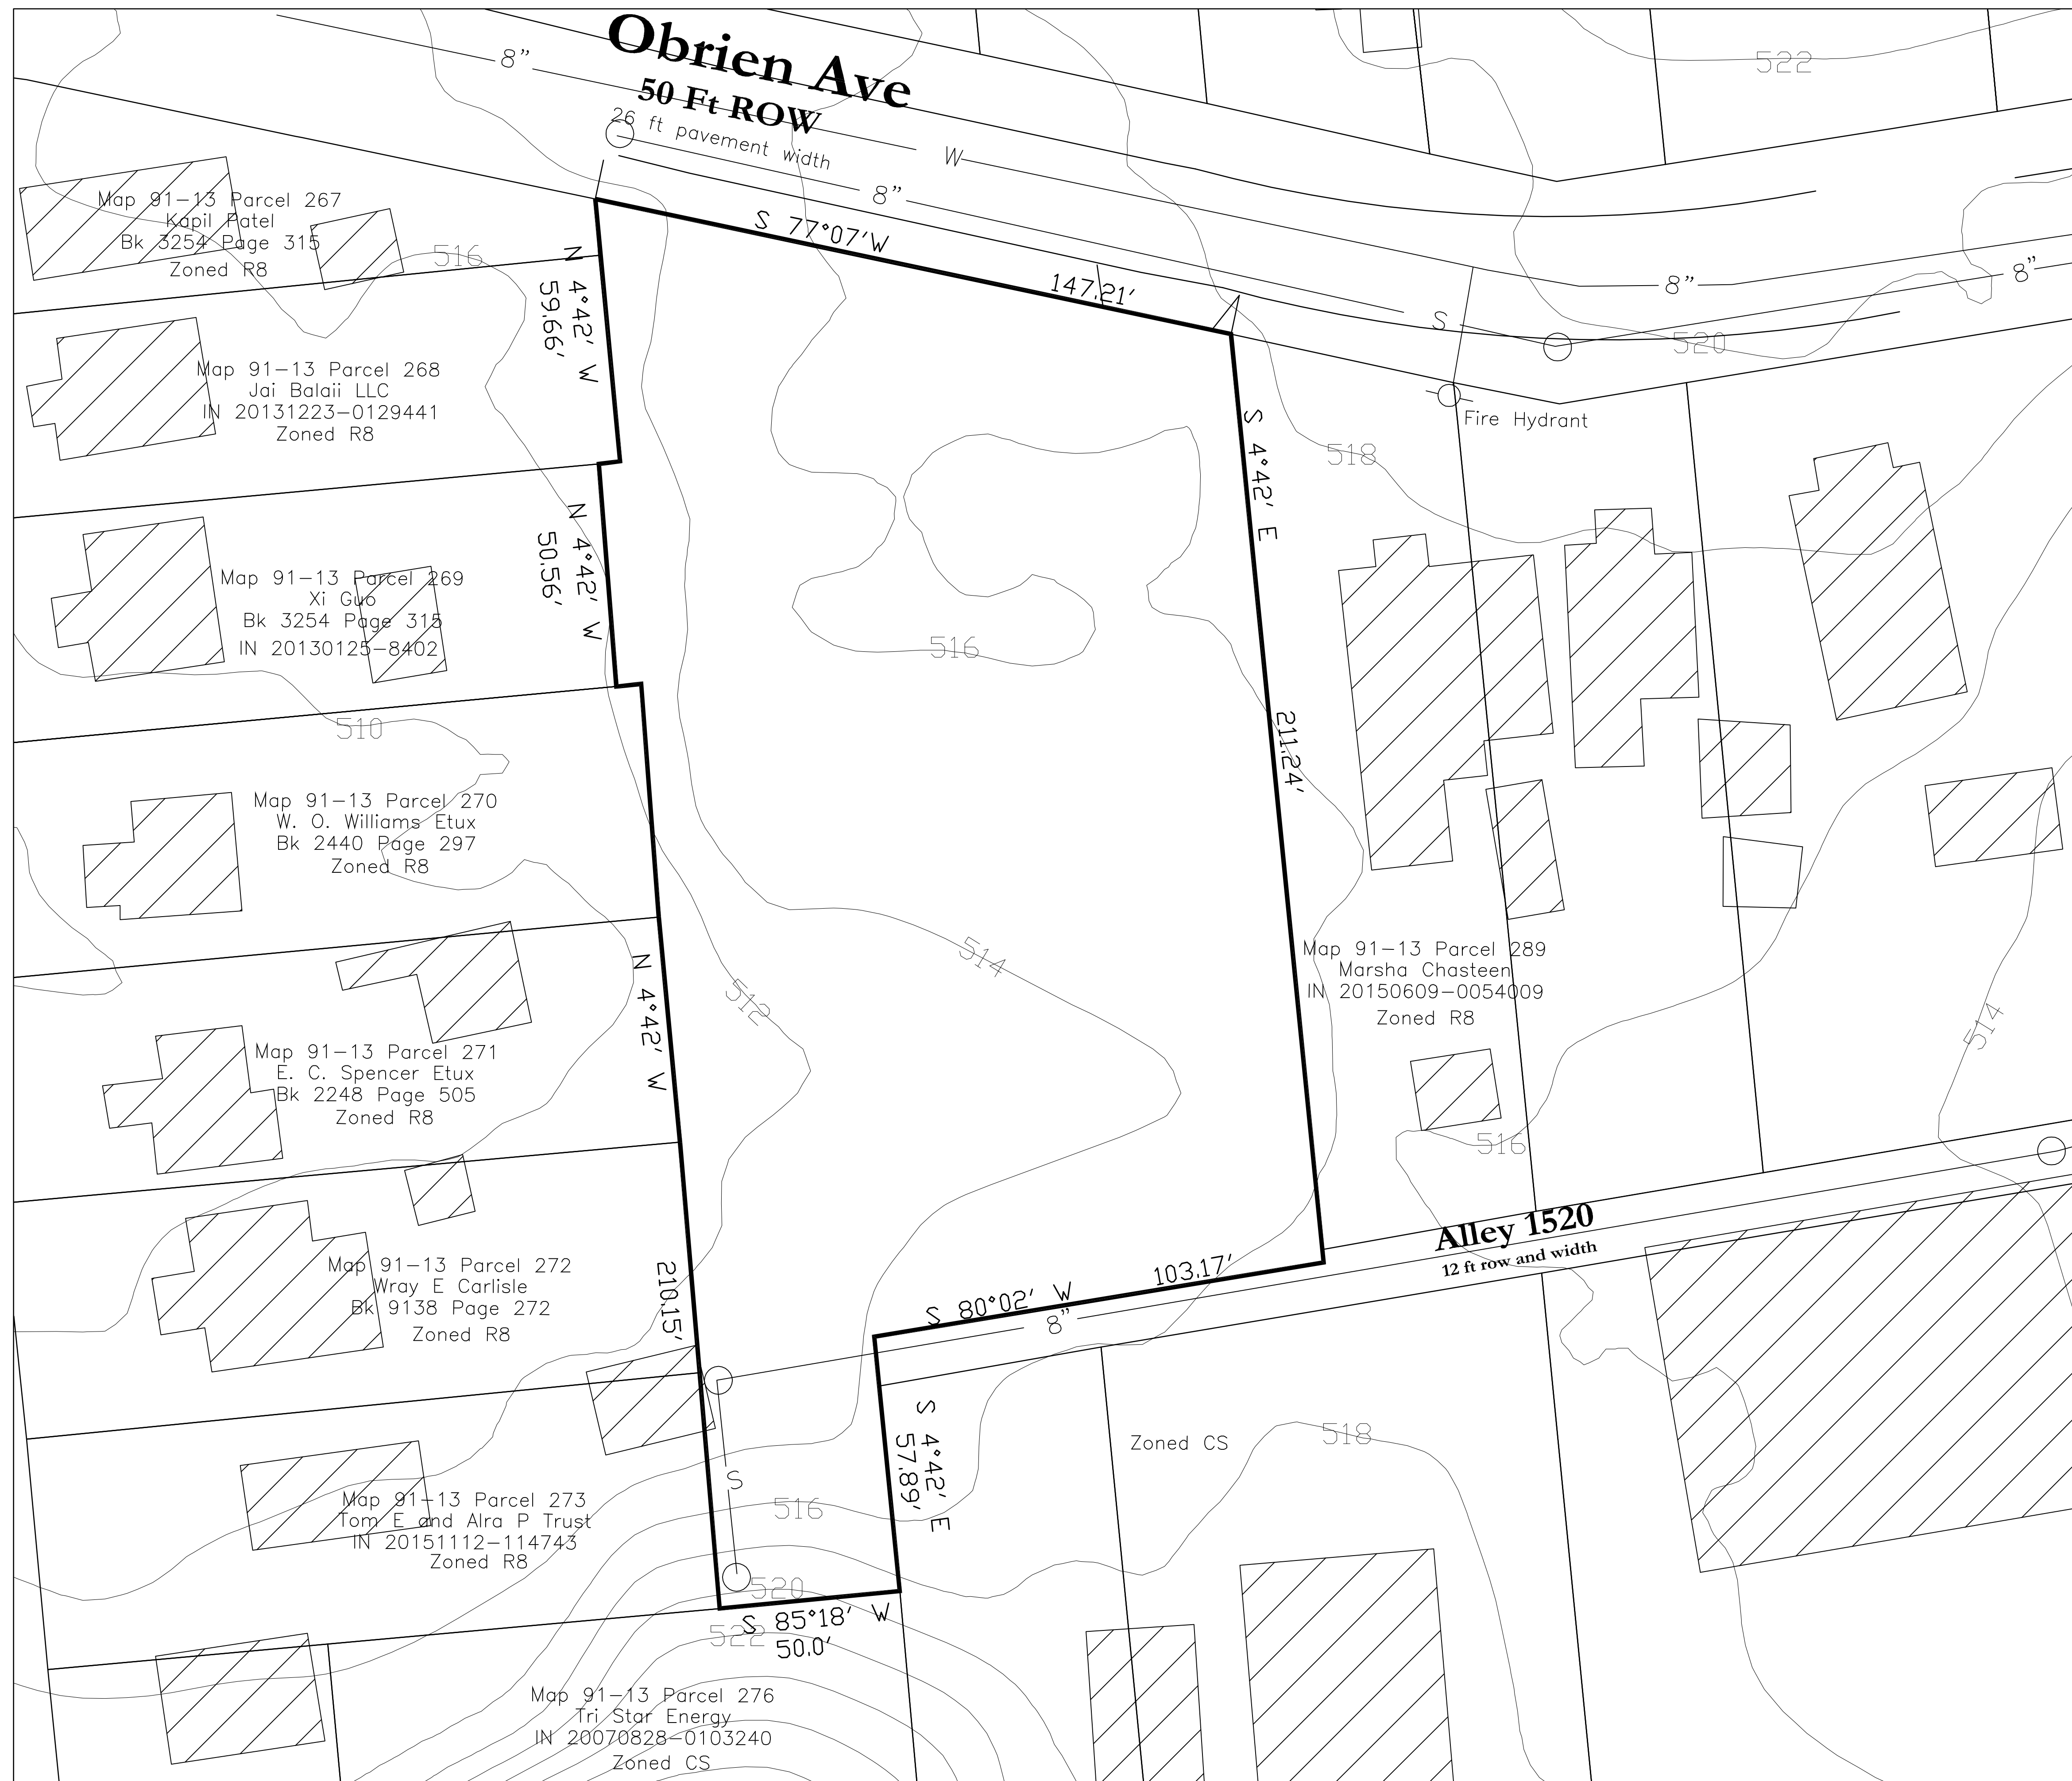 Obrien Ave
50 Ft ROW
26 ft pavement width
8”
W
8”
S
8”
8”
522
520
518
Fire Hydrant
S 77°07’W
147.21’
Map 91-13 Parcel 267
Kapil Patel
Bk 3254 Page 315
Zoned R8
516
N 4°42’ W
59.66’
Map 91-13 Parcel 268
Jai Balaii LLC
IN 20131223-0129441
Zoned R8
S 4°42’ E
211.24’
N 4°42’ W
50.56’
Map 91-13 Parcel 269
Xi Guo
Bk 3254 Page 315
IN 20130125-8402
516
510
Map 91-13 Parcel 270
W. O. Williams Etux
Bk 2440 Page 297
Zoned R8
514
512
N 4°42’ W
210.15’
Map 91-13 Parcel 289
Marsha Chasteen
IN 20150609-0054009
Zoned R8
514
516
Map 91-13 Parcel 271
E. C. Spencer Etux
Bk 2248 Page 505
Zoned R8
Alley 1520
12 ft row and width
Map 91-13 Parcel 272
Wray E Carlisle
Bk 9138 Page 272
Zoned R8
S 80°02’ W
103.17’
8”
S 4°42’ E
57.89’
Zoned CS
518
S
516
Map 91-13 Parcel 273
Tom E and Alra P Trust
IN 20151112-114743
Zoned R8
520
S 85°18’ W
50.0’
522
Map 91-13 Parcel 276
Tri Star Energy
IN 20070828-0103240
Zoned CS